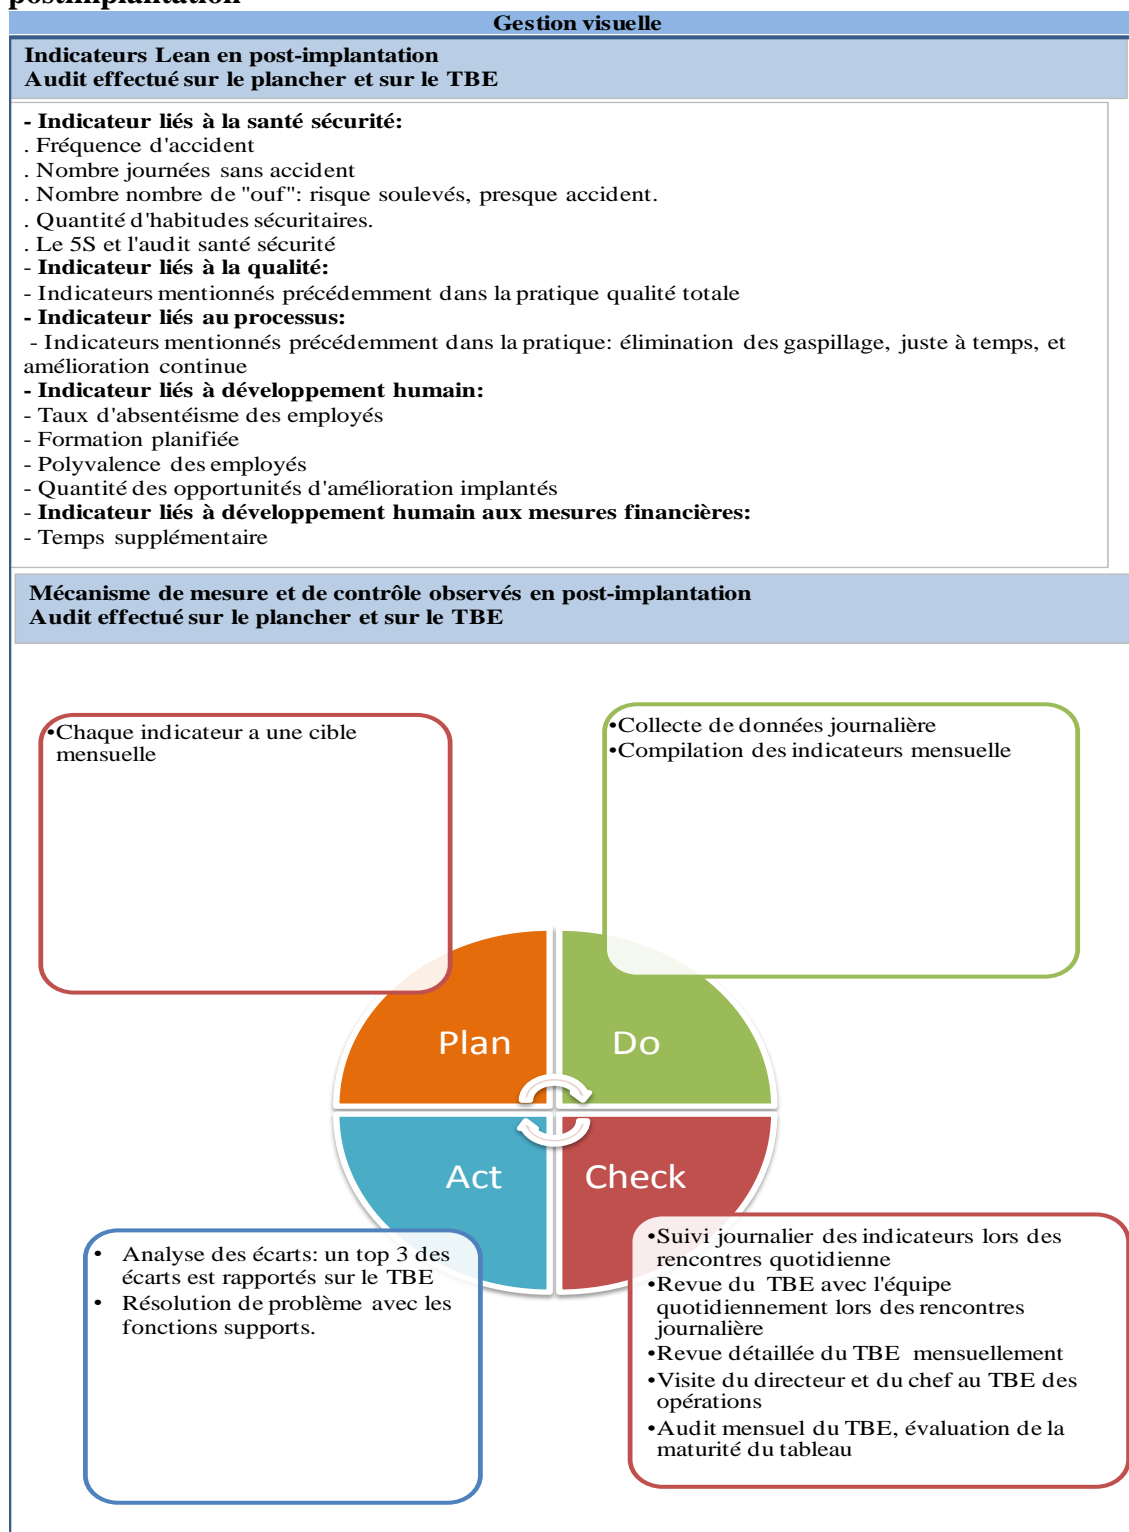 postimplantation
Gestion visuelle
Indicateurs Lean en post-implantation
Audit effectué sur le plancher et sur le TBE
- Indicateur liés à la santé sécurité:
. Fréquence d'accident
. Nombre journées sans accident
. Nombre nombre de "ouf": risque soulevés, presque accident.
. Quantité d'habitudes sécuritaires.
. Le 5S et l'audit santé sécurité
- Indicateur liés à la qualité:
- Indicateurs mentionnés précédemment dans la pratique qualité totale
- Indicateur liés au processus:
- Indicateurs mentionnés précédemment dans la pratique: élimination des gaspillage, juste à temps, et
amélioration continue
- Indicateur liés à développement humain:
- Taux d'absentéisme des employés
- Formation planifiée
- Polyvalence des employés
- Quantité des opportunités d'amélioration implantés
- Indicateur liés à développement humain aux mesures financières:
- Temps supplémentaire
Mécanisme de mesure et de contrôle observés en post-implantation
Audit effectué sur le plancher et sur le TBE
•Chaque indicateur a une cible
mensuelle
•Collecte de données journalière
•Compilation des indicateurs mensuelle
Plan
Do
Act
Check
• Analyse des écarts: un top 3 des
écarts est rapportés sur le TBE
• Résolution de problème avec les
fonctions supports.
•Suivi journalier des indicateurs lors des
rencontres quotidienne
•Revue du TBE avec l'équipe
quotidiennement lors des rencontres
journalière
•Revue détaillée du TBE mensuellement
•Visite du directeur et du chef au TBE des
opérations
•Audit mensuel du TBE, évaluation de la
maturité du tableau